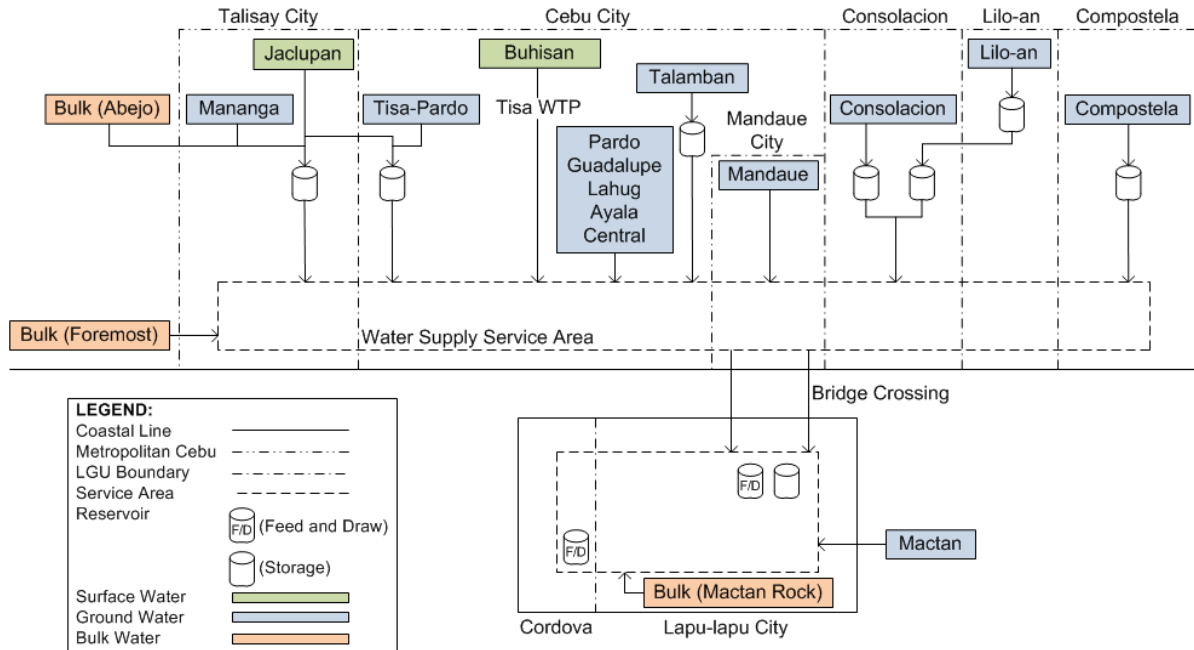 Talisay City
Cebu City
Consolacion
Lilo-an
Compostela
Jaclupan
Buhisan
Lilo-an
Talamban
Bulk (Abejo)
Mananga
Tisa-Pardo
Tisa WTP
Consolacion
Compostela
Mandaue
City
Pardo
Guadalupe
Lahug
Ayala
Central
Mandaue
Bulk (Foremost)
Water Supply Service Area
Bridge Crossing
LEGEND:
Coastal Line
Metropolitan Cebu
LGU Boundary
Service Area
Reservoir
F/D (Feed and Draw)
(Storage)
Surface Water
Ground Water
Bulk Water
F/D
F/D
Mactan
Bulk (Mactan Rock)
Cordova
Lapu-lapu City